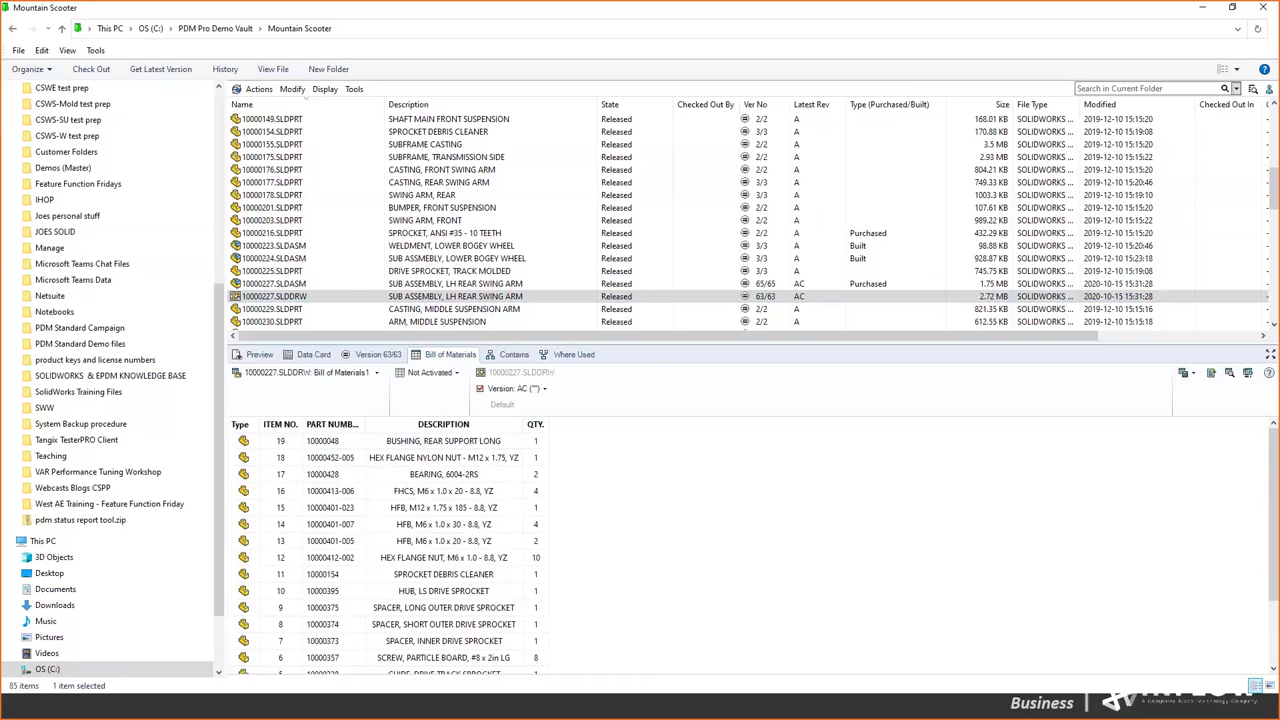 Mountain Scooter
This PC > OS (C:) > PDM Pro Demo Vault > Mountain Scooter
File Edit View Tools
Organize Check Out Get Latest Version History View File New Folder
CSWE test prep
CSWS-Mold test prep
CSWS-SU test prep
CSWS-W test prep
Customer Folders
Demos (Master)
Feature Function Fridays
IHOP
Joes personal stuff
JOES SOLID
Manage
Microsoft Teams Chat Files
Microsoft Teams Data
Netsuite
Notebooks
PDM Standard Campaign
PDM Standard Demo files
product keys and license numbers
SOLIDWORKS & EPDM KNOWLEDGE BASE
SolidWorks Training Files
SWW
System Backup procedure
Tangix TesterPRO Client
Teaching
VAR Performance Tuning Workshop
Webcasts Blogs CSPP
West AE Training - Feature Function Friday
pdm status report tool.zip
This PC
3D Objects
Desktop
Documents
Downloads
Music
Pictures
Videos
OS (C:)
Actions Modify Display Tools Search in Current Folder
Name Description State Checked Out By Ver No Latest Rev Type (Purchased/Built) Size File Type Modified Checked Out In
10000149.SLDPRT SHAFT MAIN FRONT SUSPENSION Released 2/2 A 168.01 KB SOLIDWORKS ... 2019-12-10 15:15:20 -
10000154.SLDPRT SPROCKET DEBRIS CLEANER Released 2/2 A 170.88 KB SOLIDWORKS ... 2019-12-10 15:19:08 -
10000155.SLDPRT SUBFRAME CASTING Released 2/2 A 3.5 MB SOLIDWORKS ... 2019-12-10 15:15:20 -
10000175.SLDPRT SUBFRAME, TRANSMISSION SIDE Released 2/2 A 2.93 MB SOLIDWORKS ... 2019-12-10 15:15:22 -
10000176.SLDPRT CASTING, FRONT SWING ARM Released 2/2 A 804.21 KB SOLIDWORKS ... 2019-12-10 15:15:20 -
10000177.SLDPRT CASTING, REAR SWING ARM Released 3/3 A 749.33 KB SOLIDWORKS ... 2019-12-10 15:20:46 -
10000178.SLDPRT SWING ARM, REAR Released 3/3 A 1003.3 KB SOLIDWORKS ... 2019-12-10 15:19:10 -
10000201.SLDPRT BUMPER, FRONT SUSPENSION Released 2/2 A 107.61 KB SOLIDWORKS ... 2019-12-10 15:15:20 -
10000203.SLDPRT SWING ARM, FRONT Released 2/2 A 989.22 KB SOLIDWORKS ... 2019-12-10 15:15:22 -
10000216.SLDPRT SPROCKET, ANSI #35 - 10 TEETH Released 2/2 A Purchased 432.29 KB SOLIDWORKS ... 2019-12-10 15:15:20 -
10000223.SLDASM WELDMENT, LOWER BOGEY WHEEL Released 3/3 A Built 98.88 KB SOLIDWORKS ... 2019-12-10 15:20:46 -
10000224.SLDASM SUB ASSMEBLY, LOWER BOGEY WHEEL Released 3/3 A Built 928.87 KB SOLIDWORKS ... 2019-12-10 15:23:18 -
10000225.SLDPRT DRIVE SPROCKET, TRACK MOLDED Released 2/2 A 745.75 KB SOLIDWORKS ... 2019-12-10 15:19:08 -
10000227.SLDASM SUB ASSEMBLY, LH REAR SWING ARM Released 65/65 AC Purchased 1.75 MB SOLIDWORKS ... 2020-10-15 15:31:28 -
10000227.SLDDRW SUB ASSEMBLY, LH REAR SWING ARM Released 63/63 AC 2.72 MB SOLIDWORKS ... 2020-10-15 15:31:28 -
10000229.SLDPRT CASTING, MIDDLE SUSPENSION ARM Released 2/2 A 821.35 KB SOLIDWORKS ... 2019-12-10 15:15:16 -
10000230.SLDPRT ARM, MIDDLE SUSPENSION Released 2/2 A 612.55 KB SOLIDWORKS ... 2019-12-10 15:15:18 -
Preview Data Card Version 63/63 Bill of Materials Contains Where Used
10000227.SLDDRW: Bill of Materials1 Not Activated 10000227.SLDDRW
Version: AC ("")
Default
Type ITEM NO. PART NUMB... DESCRIPTION QTY.
19 10000048 BUSHING, REAR SUPPORT LONG 1
18 10000452-005 HEX FLANGE NYLON NUT - M12 x 1.75, YZ 1
17 10000428 BEARING, 6004-2RS 2
16 10000413-006 FHCS, M6 x 1.0 x 20 - 8.8, YZ 4
15 10000401-023 HFB, M12 x 1.75 x 185 - 8.8, YZ 1
14 10000401-007 HFB, M6 x 1.0 x 30 - 8.8, YZ 4
13 10000401-005 HFB, M6 x 1.0 x 20 - 8.8, YZ 2
12 10000412-002 HEX FLANGE NUT, M6 x 1.0 - 8.8, YZ 10
11 10000154 SPROCKET DEBRIS CLEANER 1
10 10000395 HUB, LS DRIVE SPROCKET 1
9 10000375 SPACER, LONG OUTER DRIVE SPROCKET 1
8 10000374 SPACER, SHORT OUTER DRIVE SPROCKET 1
7 10000373 SPACER, INNER DRIVE SPROCKET 1
6 10000357 SCREW, PARTICLE BOARD, #8 x 2in LG 8
85 items 1 item selected
Business